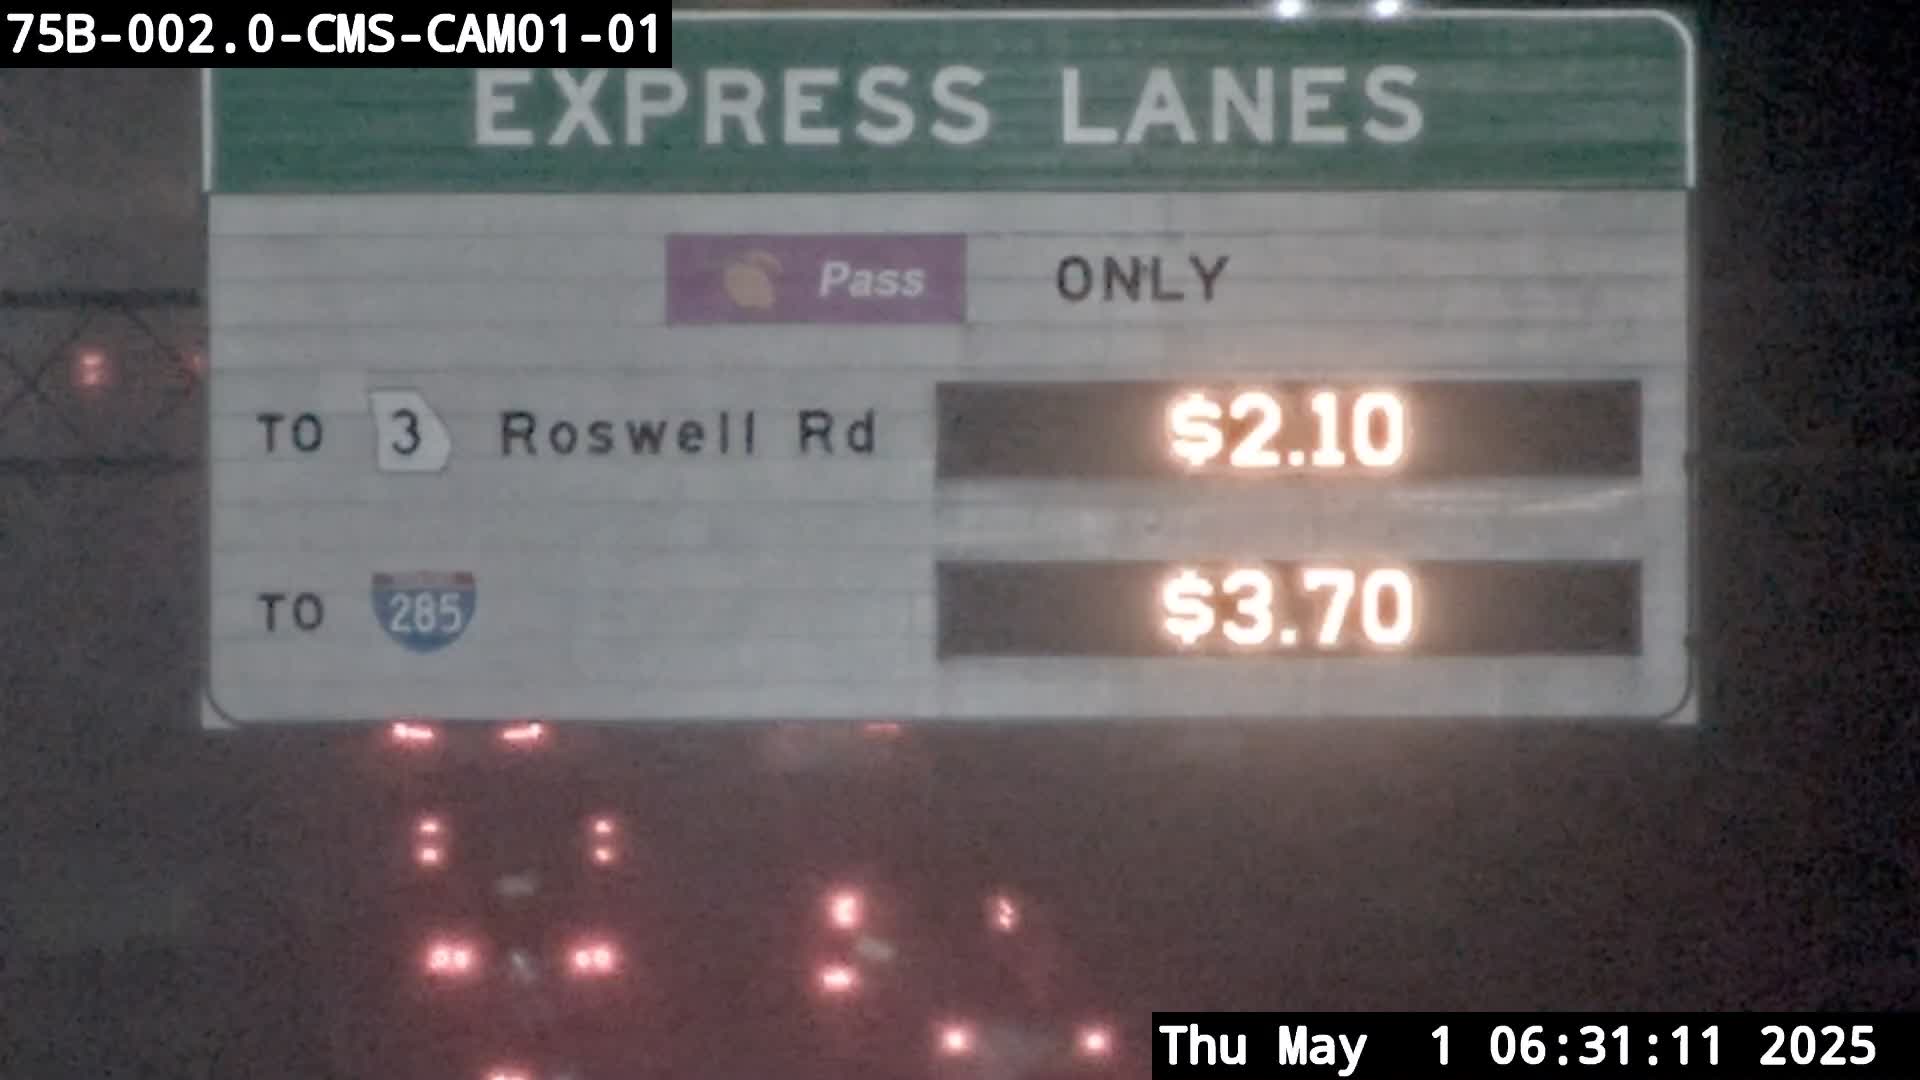 75B-002.0-CMS-CAM01-01
EXPRESS LANES
Pass ONLY
TO 3 Roswell Rd $2.10
TO 285 $3.70
Thu May 1 06:31:11 2025